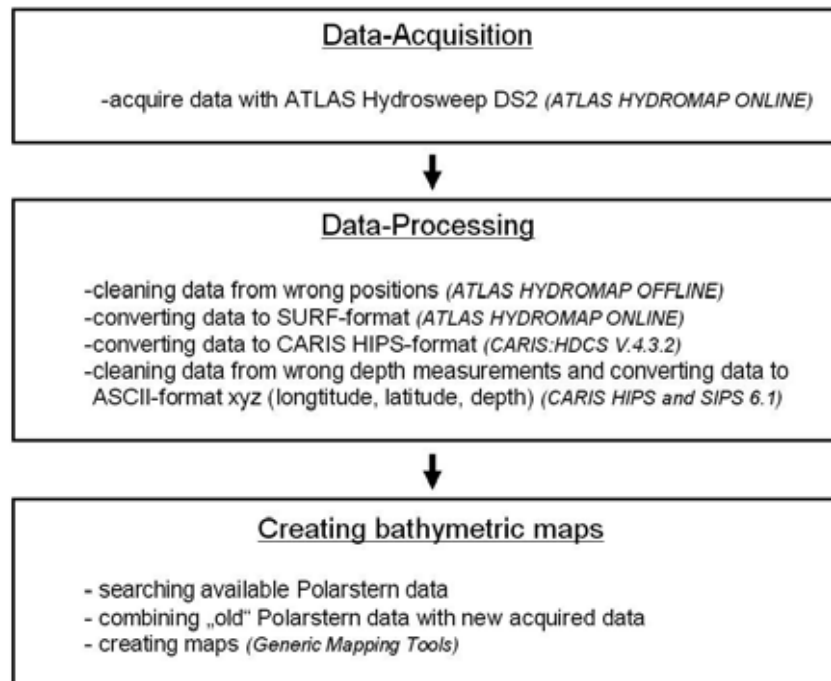 Data-Acquisition
-acquire data with ATLAS Hydrosweep DS2 (ATLAS HYDROMAP ONLINE)
Data-Processing
-cleaning data from wrong positions (ATLAS HYDROMAP OFFLINE)
-converting data to SURF-format (ATLAS HYDROMAP ONLINE)
-converting data to CARIS HIPS-format (CARIS:HDCS V.4.3.2)
-cleaning data from wrong depth measurements and converting data to
ASCII-format xyz (longtitude, latitude, depth) (CARIS HIPS and SIPS 6.1)
Creating bathymetric maps
- searching available Polarstern data
- combining „old“ Polarstern data with new acquired data
- creating maps (Generic Mapping Tools)